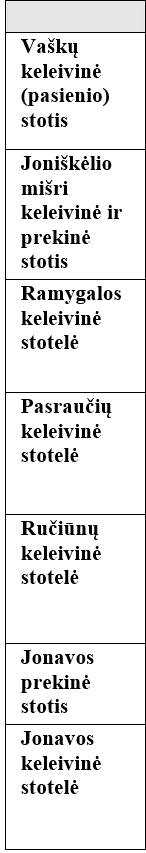 Vaškų
keleivinė
(pasienio)
stotis
Joniškėlio
mišri
keleivinė ir
prekinė
stotis
Ramygalos
keleivinė
stotelė
Pasraučių
keleivinė
stotelė
Ručiūnų
keleivinė
stotelė
Jonavos
prekinė
stotis
Jonavos
keleivinė
stotelė